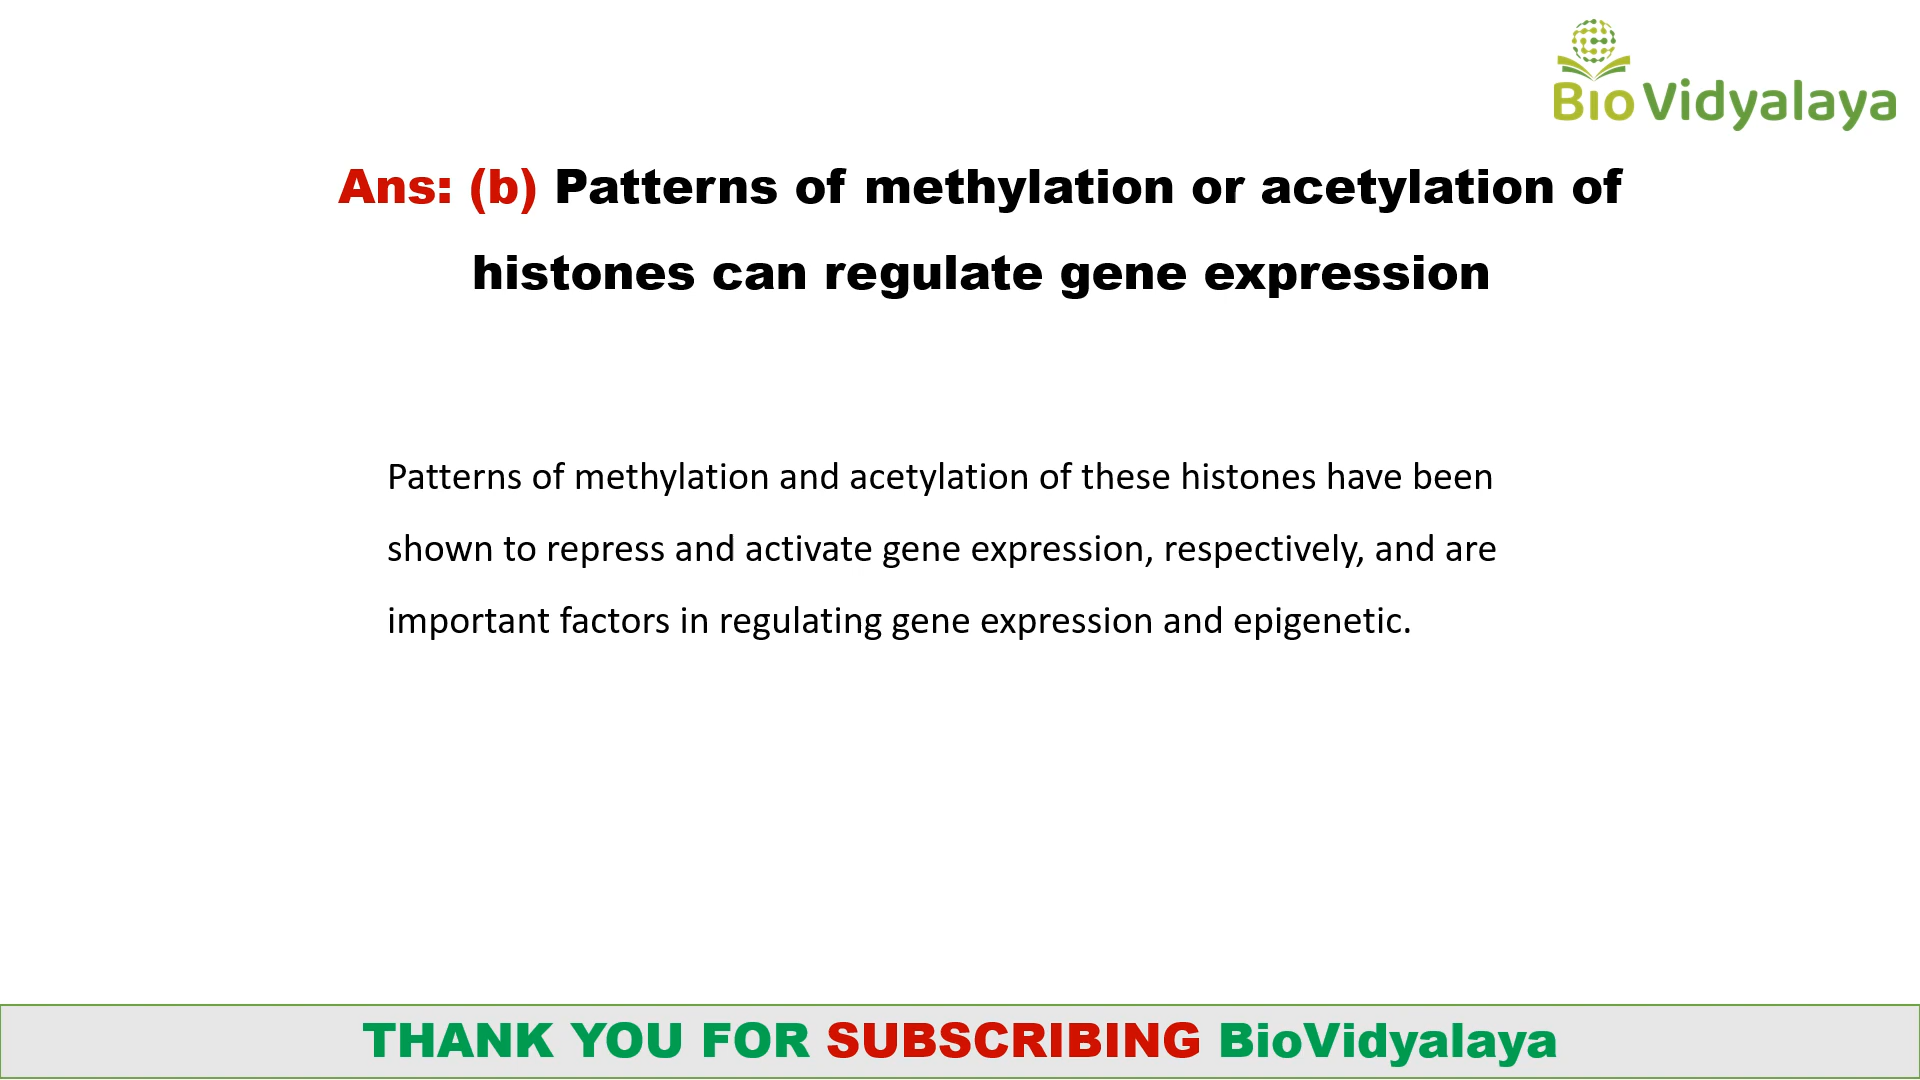 Bio Vidyalaya
Ans: (b) Patterns of methylation or acetylation of
histones can regulate gene expression
Patterns of methylation and acetylation of these histones have been
shown to repress and activate gene expression, respectively, and are
important factors in regulating gene expression and epigenetic.
THANK YOU FOR SUBSCRIBING BioVidyalaya